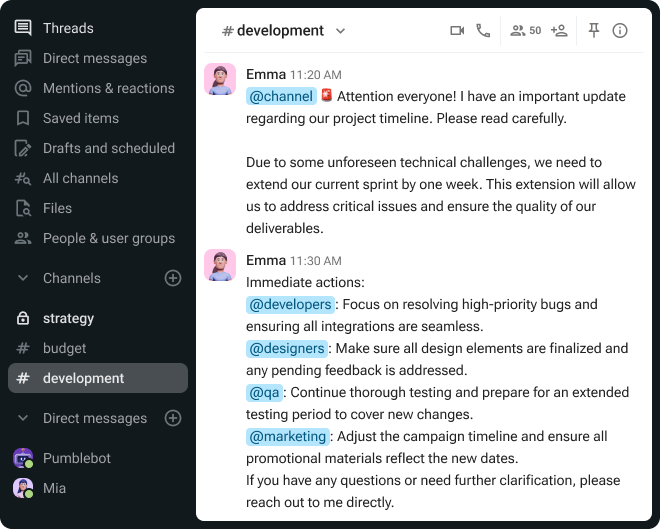 Threads
Direct messages
Mentions & reactions
Saved items
Drafts and scheduled
All channels
Files
People & user groups
Channels
strategy
# budget
# development
Direct messages
Pumblebot
Mia
# development
50
Emma 11:20 AM
@channel 🚨 Attention everyone! I have an important update
regarding our project timeline. Please read carefully.
Due to some unforeseen technical challenges, we need to
extend our current sprint by one week. This extension will allow
us to address critical issues and ensure the quality of our
deliverables.
Emma 11:30 AM
Immediate actions:
@developers: Focus on resolving high-priority bugs and
ensuring all integrations are seamless.
@designers: Make sure all design elements are finalized and
any pending feedback is addressed.
@qa: Continue thorough testing and prepare for an extended
testing period to cover new changes.
@marketing: Adjust the campaign timeline and ensure all
promotional materials reflect the new dates.
If you have any questions or need further clarification, please
reach out to me directly.